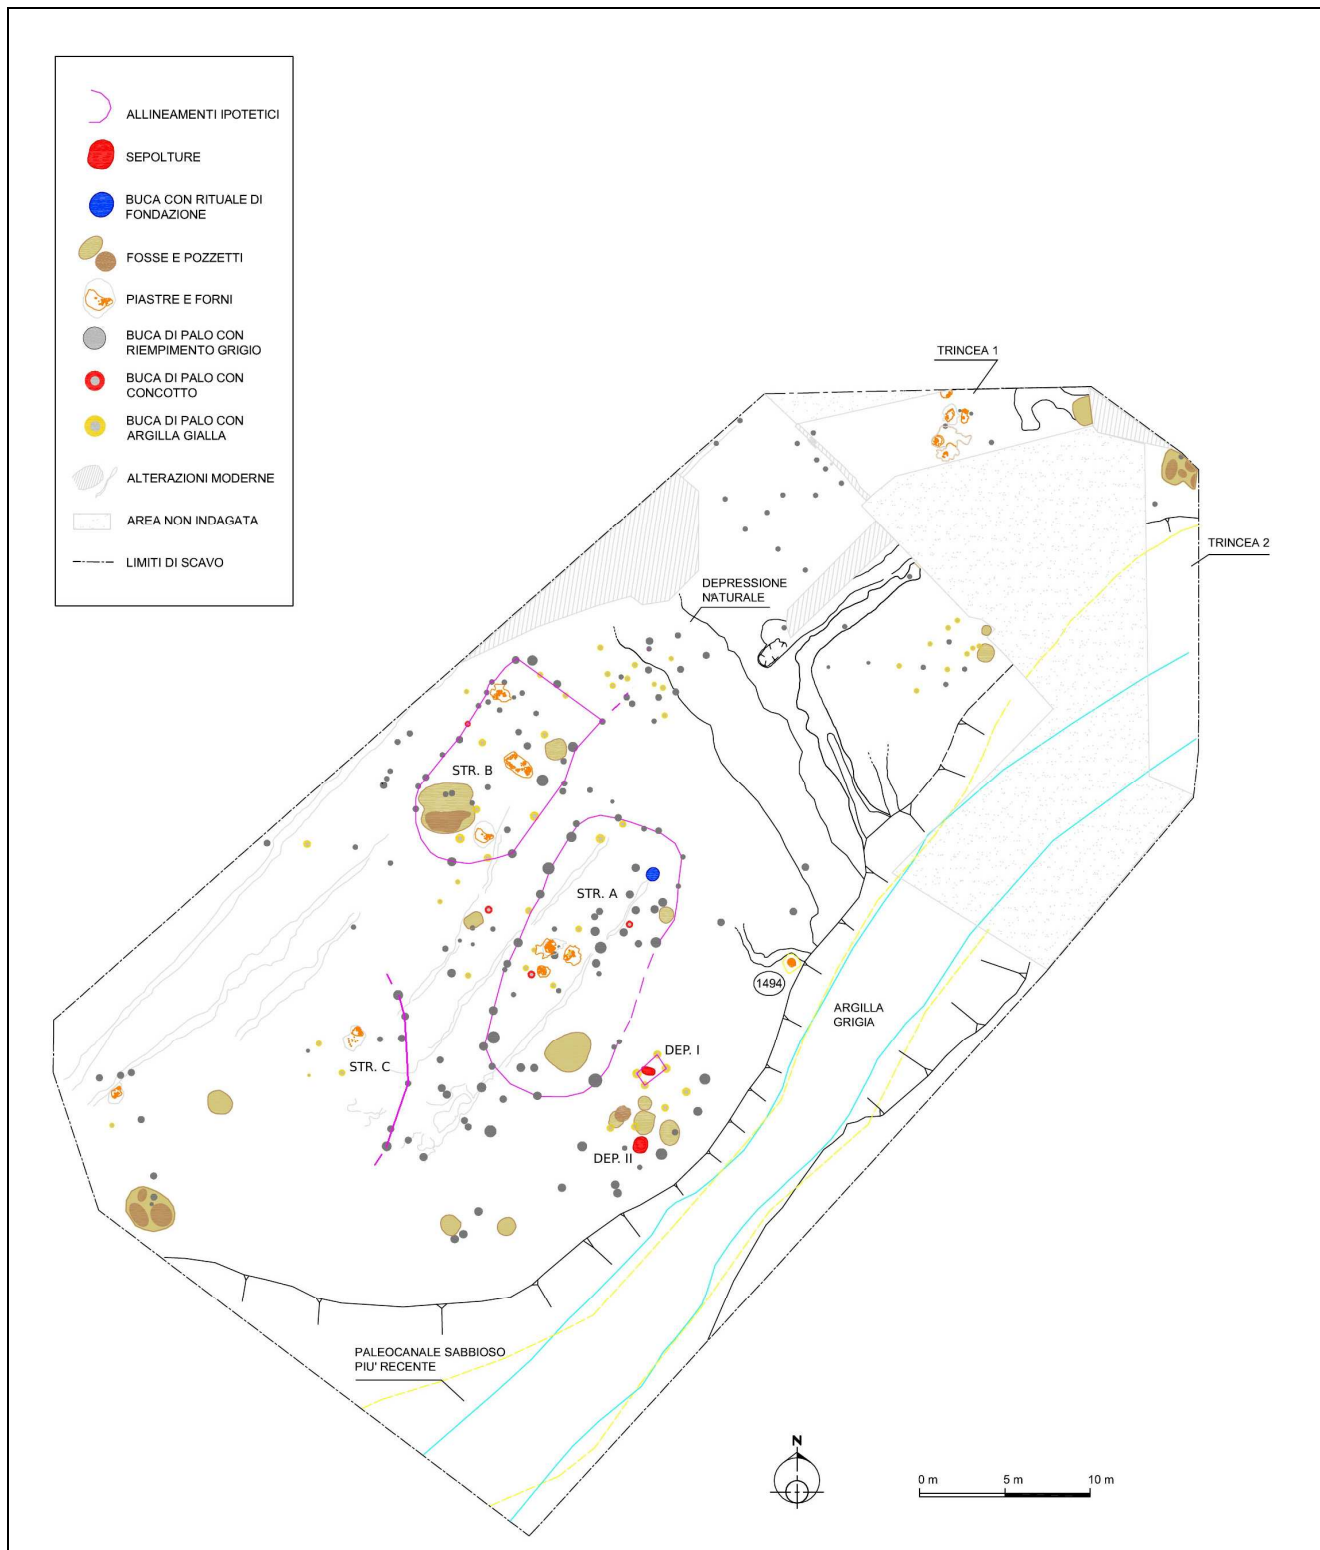 ALLINEAMENTI IPOTETICI
SEPOLTURE
BUCA CON RITUALE DI
FONDAZIONE
FOSSE E POZZETTI
PIASTRE E FORNI
BUCA DI PALO CON
RIEMPIMENTO GRIGIO
BUCA DI PALO CON
CONCOTTO
BUCA DI PALO CON
ARGILLA GIALLA
ALTERAZIONI MODERNE
AREA NON INDAGATA
LIMITI DI SCAVO
TRINCEA 1
TRINCEA 2
DEPRESSIONE
NATURALE
STR. B
STR. A
1494
ARGILLA
GRIGIA
DEP. I
STR. C
DEP. II
PALEOCANALE SABBIOSO
PIU' RECENTE
N
0 m 5 m 10 m